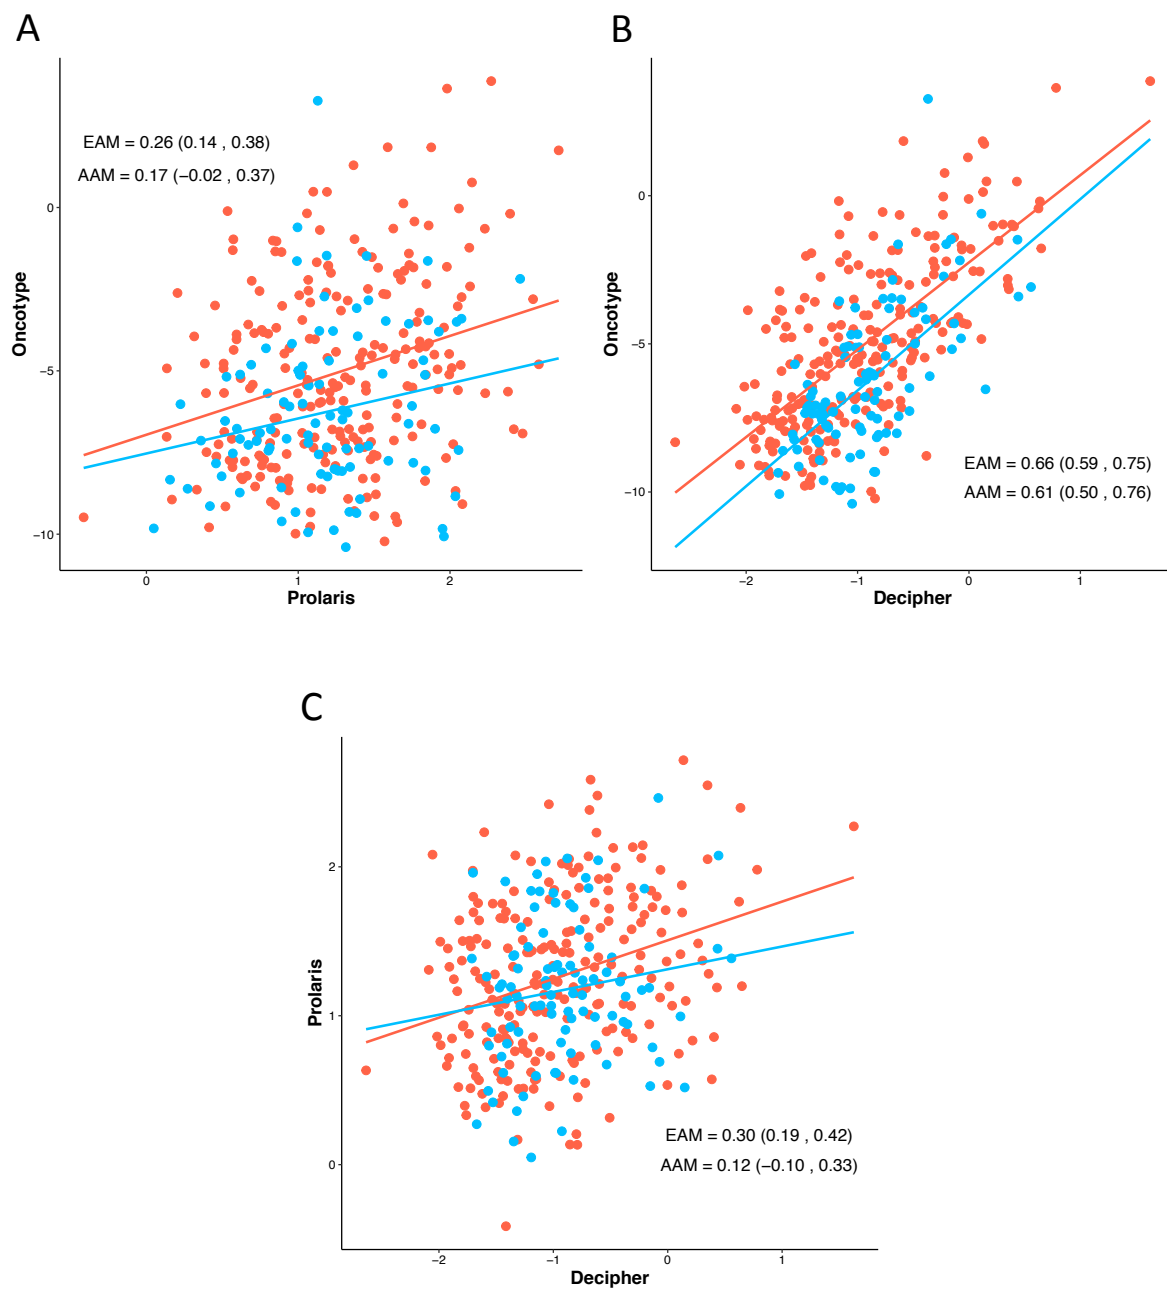 A
EAM = 0.26 (0.14 , 0.38)
AAM = 0.17 (−0.02 , 0.37)
Oncotype
0
−5
−10
0
1
2
Prolaris
B
Oncotype
0
−5
−10
EAM = 0.66 (0.59 , 0.75)
AAM = 0.61 (0.50 , 0.76)
−2
−1
0
1
Decipher
C
Prolaris
2
1
0
EAM = 0.30 (0.19 , 0.42)
AAM = 0.12 (−0.10 , 0.33)
−2
−1
0
1
Decipher